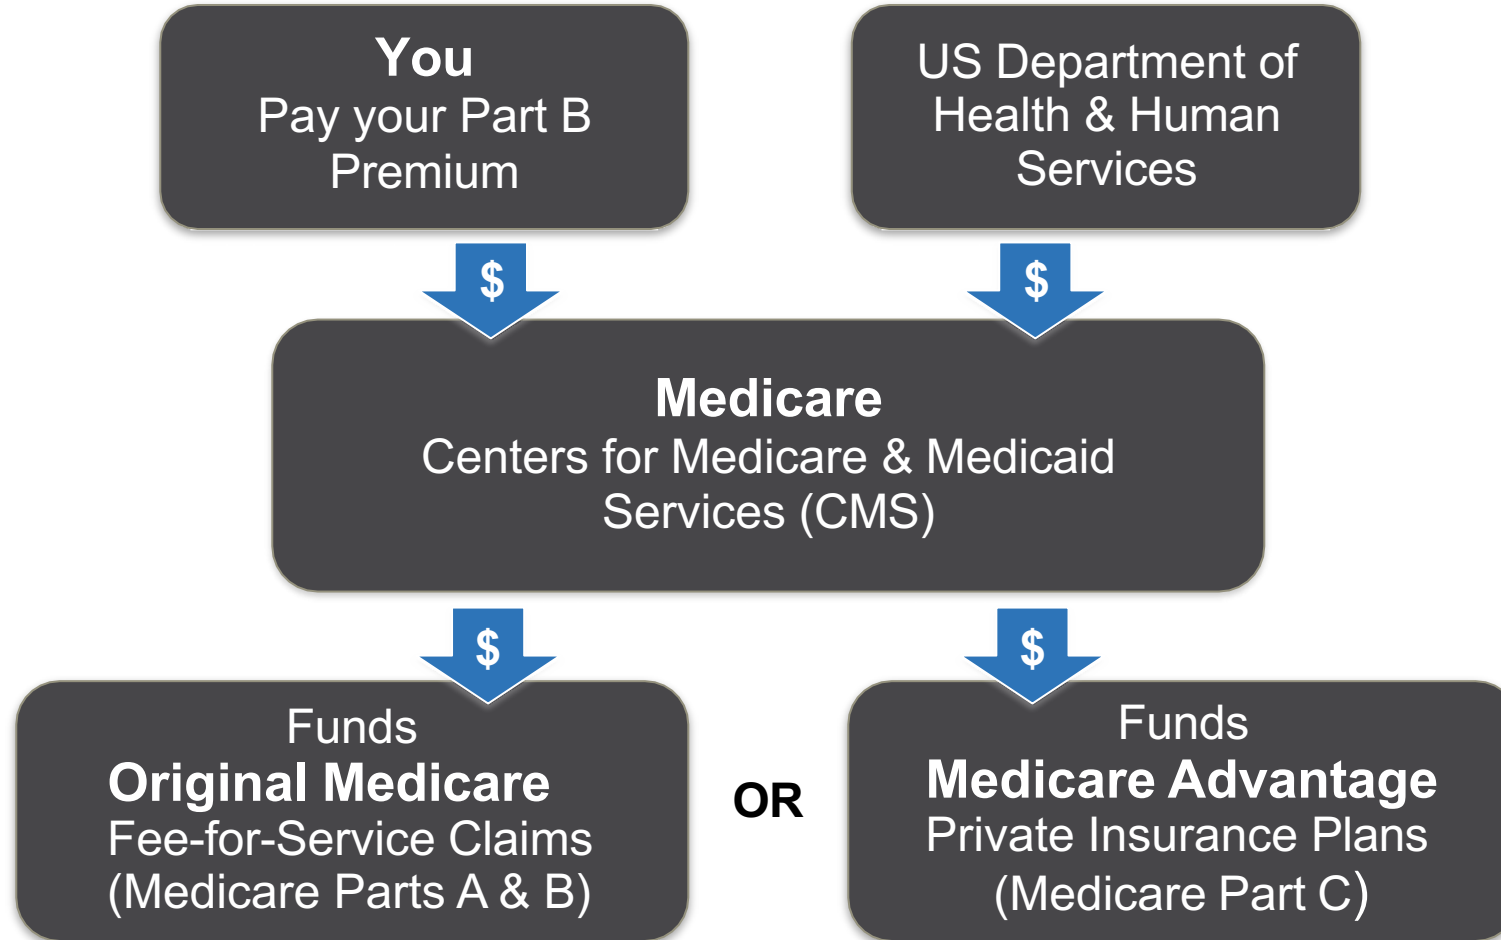 You
Pay your Part B
Premium
US Department of
Health & Human
Services
$
$
Medicare
Centers for Medicare & Medicaid
Services (CMS)
$
$
Funds
Original Medicare
Fee-for-Service Claims
(Medicare Parts A & B)
OR
Funds
Medicare Advantage
Private Insurance Plans
(Medicare Part C)